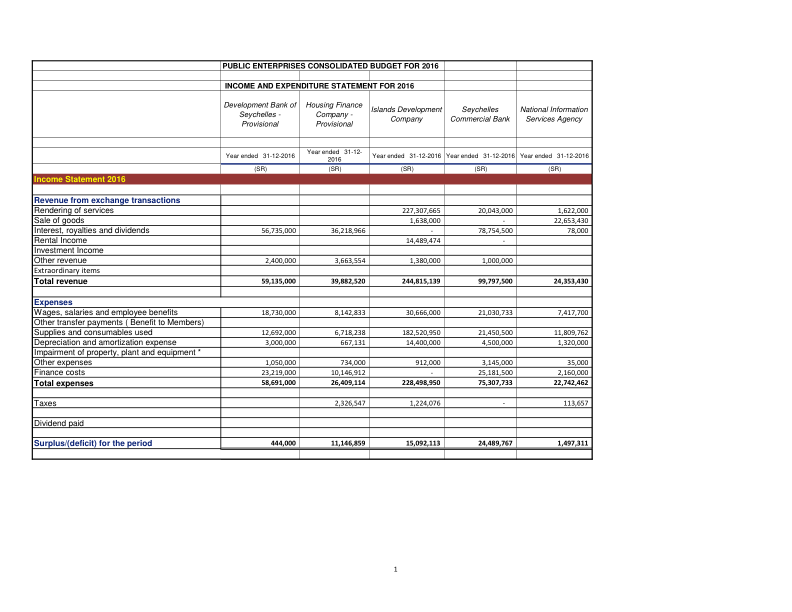 PUBLIC ENTERPRISES CONSOLIDATED BUDGET FOR 2016
INCOME AND EXPENDITURE STATEMENT FOR 2016
Development Bank of Seychelles - Provisional Housing Finance Company - Provisional Islands Development Company Seychelles Commercial Bank National Information Services Agency
Year ended 31-12-2016 Year ended 31-12-2016 Year ended 31-12-2016 Year ended 31-12-2016 Year ended 31-12-2016
(SR) (SR) (SR) (SR) (SR)
Income Statement 2016
Revenue from exchange transactions
Rendering of services 227,307,665 20,043,000 1,622,000
Sale of goods 1,638,000 - 22,653,430
Interest, royalties and dividends 56,735,000 36,218,966 - 78,754,500 78,000
Rental Income 14,489,474 -
Investment Income
Other revenue 2,400,000 3,663,554 1,380,000 1,000,000
Extraordinary items
Total revenue 59,135,000 39,882,520 244,815,139 99,797,500 24,353,430
Expenses
Wages, salaries and employee benefits 18,730,000 8,142,833 30,666,000 21,030,733 7,417,700
Other transfer payments ( Benefit to Members)
Supplies and consumables used 12,692,000 6,718,238 182,520,950 21,450,500 11,809,762
Depreciation and amortization expense 3,000,000 667,131 14,400,000 4,500,000 1,320,000
Impairment of property, plant and equipment *
Other expenses 1,050,000 734,000 912,000 3,145,000 35,000
Finance costs 23,219,000 10,146,912 - 25,181,500 2,160,000
Total expenses 58,691,000 26,409,114 228,498,950 75,307,733 22,742,462
Taxes 2,326,547 1,224,076 - 113,657
Dividend paid
Surplus/(deficit) for the period 444,000 11,146,859 15,092,113 24,489,767 1,497,311
1